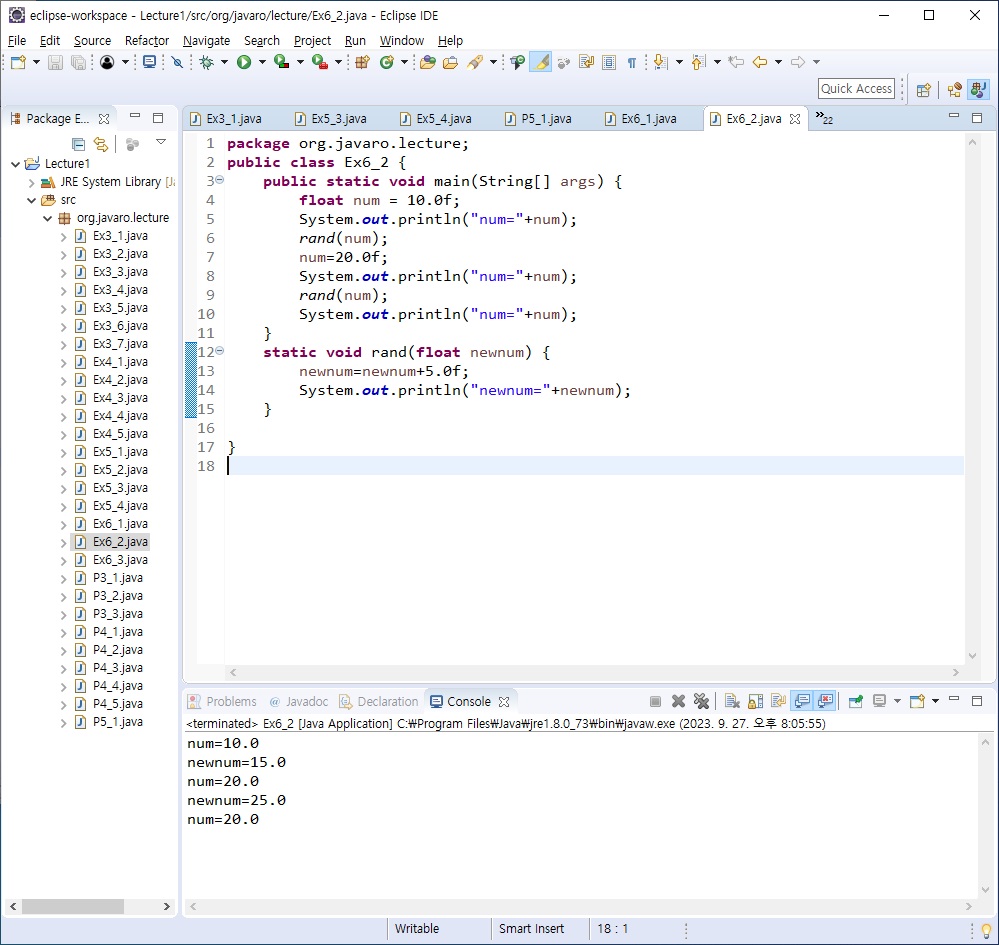 eclipse-workspace - Lecture1/src/org/javaro/lecture/Ex6_2.java - Eclipse IDE
File Edit Source Refactor Navigate Search Project Run Window Help
Quick Access
Package E...
Lecture1
JRE System Library [Ja
src
org.javaro.lecture
Ex3_1.java
Ex3_2.java
Ex3_3.java
Ex3_4.java
Ex3_5.java
Ex3_6.java
Ex3_7.java
Ex4_1.java
Ex4_2.java
Ex4_3.java
Ex4_4.java
Ex4_5.java
Ex5_1.java
Ex5_2.java
Ex5_3.java
Ex5_4.java
Ex6_1.java
Ex6_2.java
Ex6_3.java
P3_1.java
P3_2.java
P3_3.java
P4_1.java
P4_2.java
P4_3.java
P4_4.java
P4_5.java
P5_1.java
Ex3_1.java Ex5_3.java Ex5_4.java P5_1.java Ex6_1.java Ex6_2.java »22
1 package org.javaro.lecture;
2 public class Ex6_2 {
3 public static void main(String[] args) {
4 float num = 10.0f;
5 System.out.println("num="+num);
6 rand(num);
7 num=20.0f;
8 System.out.println("num="+num);
9 rand(num);
10 System.out.println("num="+num);
11 }
12 static void rand(float newnum) {
13 newnum=newnum+5.0f;
14 System.out.println("newnum="+newnum);
15 }
16
17 }
18
Problems Javadoc Declaration Console
<terminated> Ex6_2 [Java Application] C:₩Program Files₩Java₩jre1.8.0_73₩bin₩javaw.exe (2023. 9. 27. 오후 8:05:55)
num=10.0
newnum=15.0
num=20.0
newnum=25.0
num=20.0
Writable Smart Insert 18 : 1